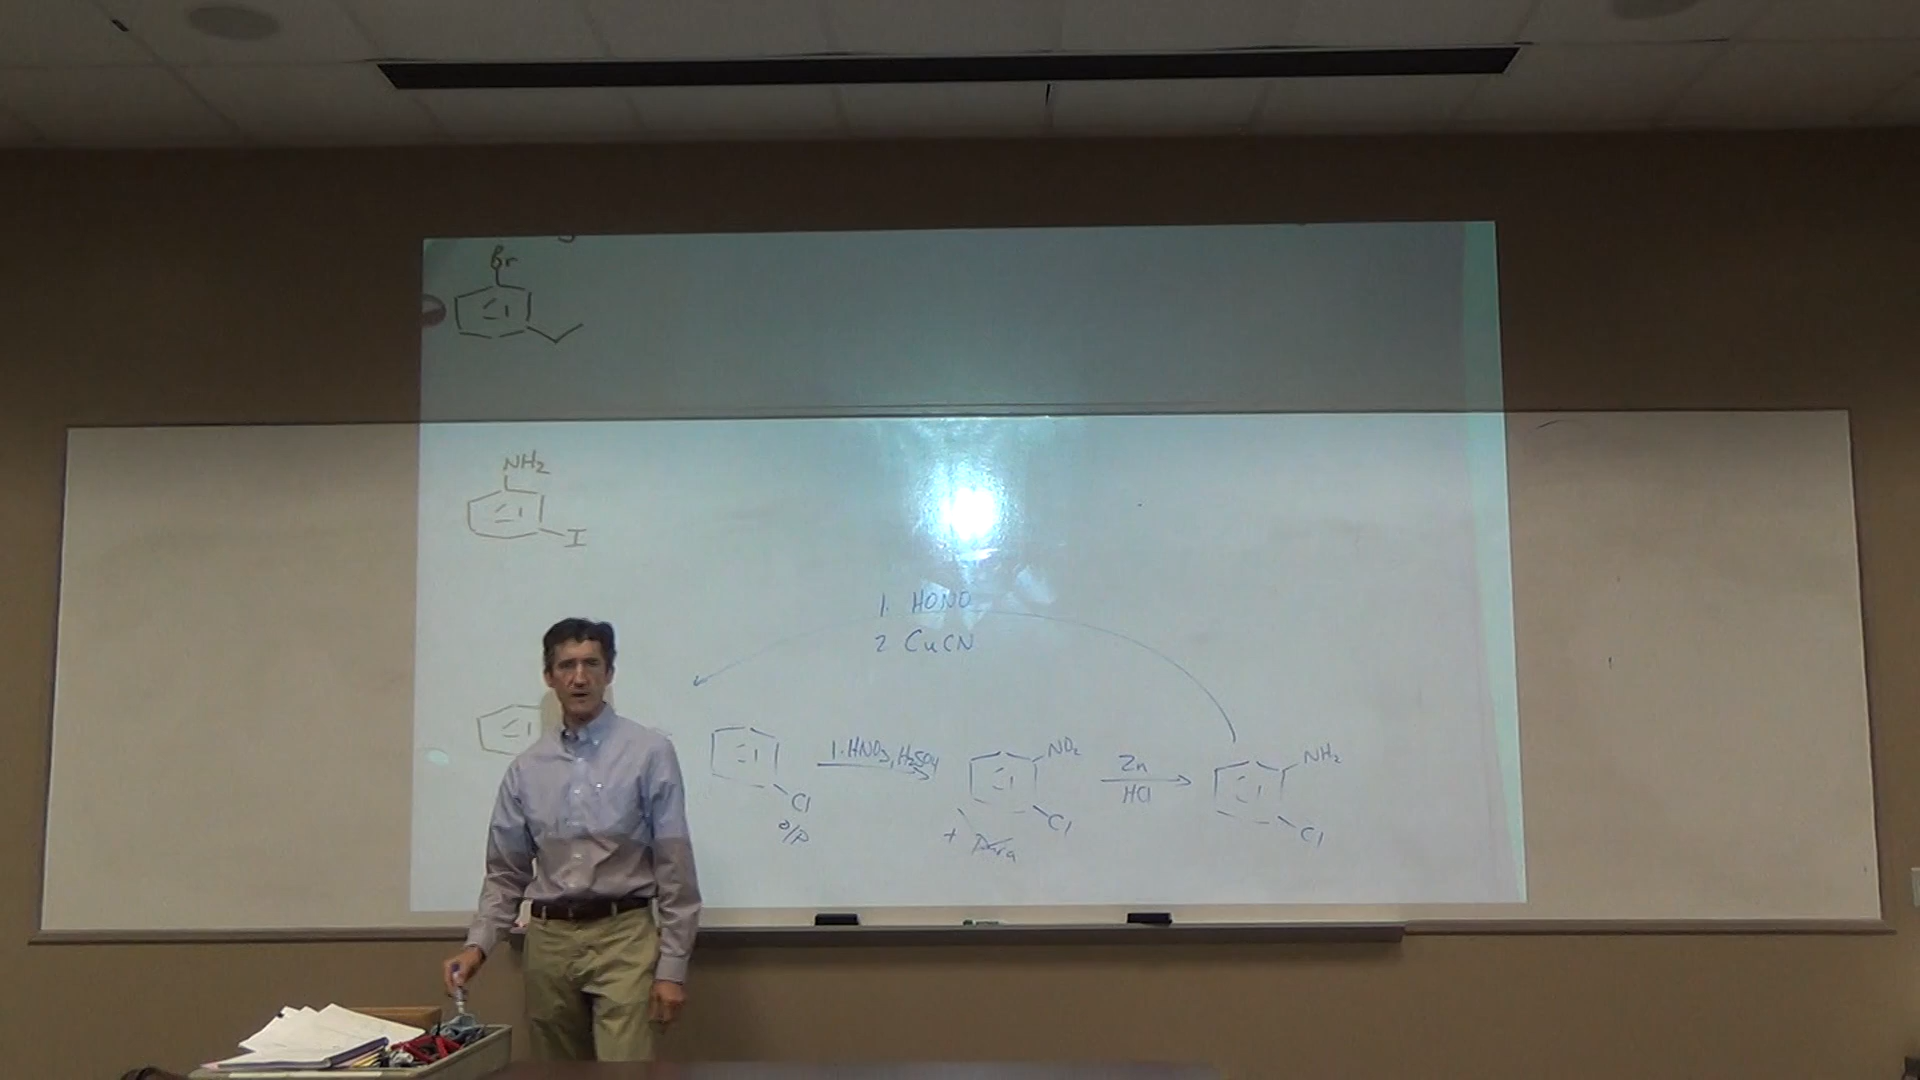 Br
NH2
I
1. HONO
2 CuCN
Cl
o/p
1. HNO3, H2SO4
NO2
Cl
+ Para
Zn
HCl
NH2
Cl